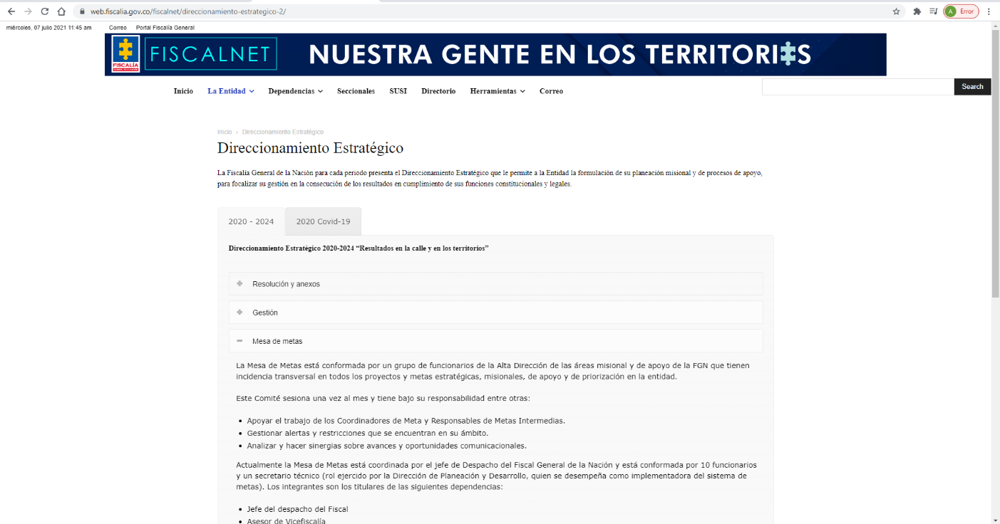 web.fiscalia.gov.co/fiscalnet/direccionamiento-estrategico-2/
A Error
miércoles, 07 julio 2021 11:45 am Correo Portal Fiscalía General
FISCALÍA
FISCALNET
NUESTRA GENTE EN LOS TERRITORIOS
Inicio La Entidad Dependencias Seccionales SUSI Directorio Herramientas Correo
Search
Inicio › Direccionamiento Estratégico
Direccionamiento Estratégico
La Fiscalía General de la Nación para cada periodo presenta el Direccionamiento Estratégico que le permite a la Entidad la formulación de su planeación misional y de procesos de apoyo,
para focalizar su gestión en la consecución de los resultados en cumplimiento de sus funciones constitucionales y legales.
2020 - 2024 2020 Covid-19
Direccionamiento Estratégico 2020-2024 “Resultados en la calle y en los territorios”
Resolución y anexos
Gestión
Mesa de metas
La Mesa de Metas está conformada por un grupo de funcionarios de la Alta Dirección de las áreas misional y de apoyo de la FGN que tienen
incidencia transversal en todos los proyectos y metas estratégicas, misionales, de apoyo y de priorización en la entidad.
Este Comité sesiona una vez al mes y tiene bajo su responsabilidad entre otras:
• Apoyar el trabajo de los Coordinadores de Meta y Responsables de Metas Intermedias.
• Gestionar alertas y restricciones que se encuentran en su ámbito.
• Analizar y hacer sinergias sobre avances y oportunidades comunicacionales.
Actualmente la Mesa de Metas está coordinada por el jefe de Despacho del Fiscal General de la Nación y está conformada por 10 funcionarios
y un secretario técnico (rol ejercido por la Dirección de Planeación y Desarrollo, quien se desempeña como implementadora del sistema de
metas). Los integrantes son los titulares de las siguientes dependencias:
• Jefe del despacho del Fiscal
• Asesor de Vicefiscalía